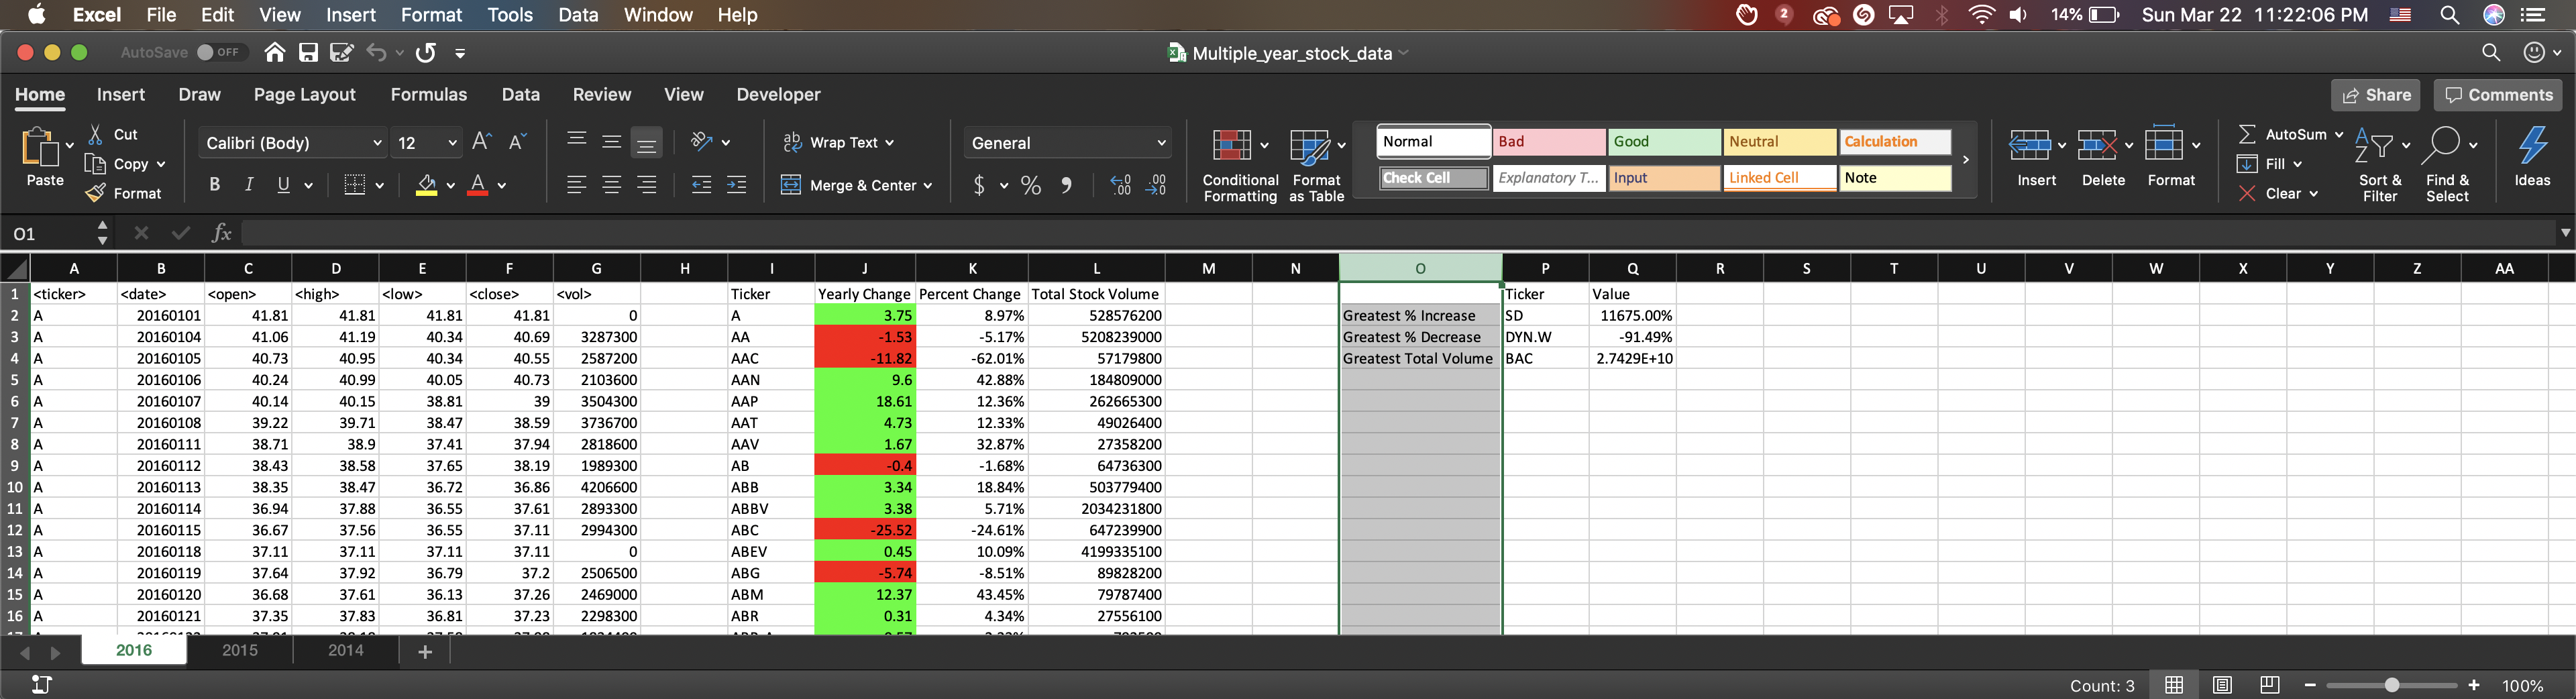 Excel File Edit View Insert Format Tools Data Window Help 2 14% Sun Mar 22 11:22:06 PM
AutoSave OFF Multiple_year_stock_data
Home Insert Draw Page Layout Formulas Data Review View Developer Share Comments
Paste Cut Copy Format
Calibri (Body) 12 A A
B I U A
ab c Wrap Text
Merge & Center
General
$ % .00
Conditional Formatting
Format as Table
Normal Bad Good Neutral Calculation
Check Cell Explanatory T... Input Linked Cell Note
Insert Delete Format
AutoSum
Fill
Clear
Sort & Filter
Find & Select
Ideas
O1 fx
A B C D E F G H I J K L M N O P Q R S T U V W X Y Z AA
1 <ticker> <date> <open> <high> <low> <close> <vol> Ticker Yearly Change Percent Change Total Stock Volume Ticker Value
2 A 20160101 41.81 41.81 41.81 41.81 0 A 3.75 8.97% 528576200 Greatest % Increase SD 11675.00%
3 A 20160104 41.06 41.19 40.34 40.69 3287300 AA -1.53 -5.17% 5208239000 Greatest % Decrease DYN.W -91.49%
4 A 20160105 40.73 40.95 40.34 40.55 2587200 AAC -11.82 -62.01% 57179800 Greatest Total Volume BAC 2.7429E+10
5 A 20160106 40.24 40.99 40.05 40.73 2103600 AAN 9.6 42.88% 184809000
6 A 20160107 40.14 40.15 38.81 39 3504300 AAP 18.61 12.36% 262665300
7 A 20160108 39.22 39.71 38.47 38.59 3736700 AAT 4.73 12.33% 49026400
8 A 20160111 38.71 38.9 37.41 37.94 2818600 AAV 1.67 32.87% 27358200
9 A 20160112 38.43 38.58 37.65 38.19 1989300 AB -0.4 -1.68% 64736300
10 A 20160113 38.35 38.47 36.72 36.86 4206600 ABB 3.34 18.84% 503779400
11 A 20160114 36.94 37.88 36.55 37.61 2893300 ABBV 3.38 5.71% 2034231800
12 A 20160115 36.67 37.56 36.55 37.11 2994300 ABC -25.52 -24.61% 647239900
13 A 20160118 37.11 37.11 37.11 37.11 0 ABEV 0.45 10.09% 4199335100
14 A 20160119 37.64 37.92 36.79 37.2 2506500 ABG -5.74 -8.51% 89828200
15 A 20160120 36.68 37.61 36.13 37.26 2469000 ABM 12.37 43.45% 79787400
16 A 20160121 37.35 37.83 36.81 37.23 2298300 ABR 0.31 4.34% 27556100
2016 2015 2014 +
Count: 3 100%